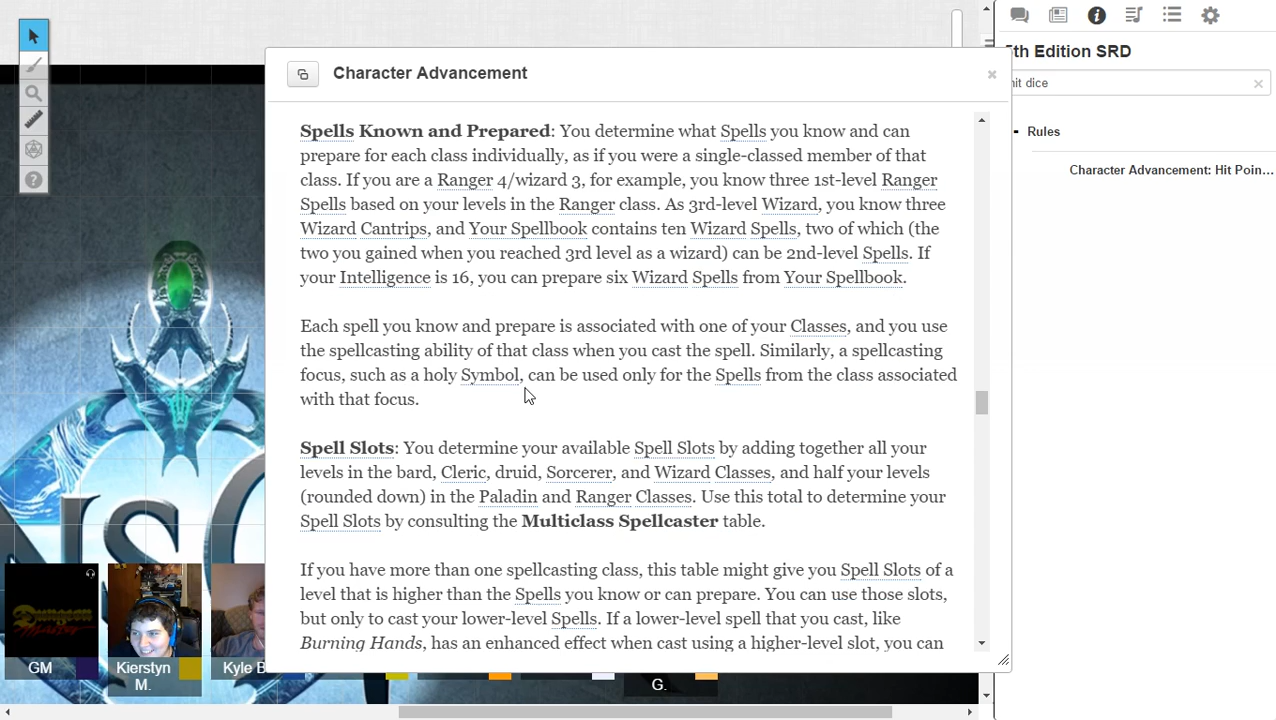 Character Advancement
Spells Known and Prepared: You determine what Spells you know and can
prepare for each class individually, as if you were a single-classed member of that
class. If you are a Ranger 4/wizard 3, for example, you know three 1st-level Ranger
Spells based on your levels in the Ranger class. As 3rd-level Wizard, you know three
Wizard Cantrips, and Your Spellbook contains ten Wizard Spells, two of which (the
two you gained when you reached 3rd level as a wizard) can be 2nd-level Spells. If
your Intelligence is 16, you can prepare six Wizard Spells from Your Spellbook.
Each spell you know and prepare is associated with one of your Classes, and you use
the spellcasting ability of that class when you cast the spell. Similarly, a spellcasting
focus, such as a holy Symbol, can be used only for the Spells from the class associated
with that focus.
Spell Slots: You determine your available Spell Slots by adding together all your
levels in the bard, Cleric, druid, Sorcerer, and Wizard Classes, and half your levels
(rounded down) in the Paladin and Ranger Classes. Use this total to determine your
Spell Slots by consulting the Multiclass Spellcaster table.
If you have more than one spellcasting class, this table might give you Spell Slots of a
level that is higher than the Spells you know or can prepare. You can use those slots,
but only to cast your lower-level Spells. If a lower-level spell that you cast, like
Burning Hands, has an enhanced effect when cast using a higher-level slot, you can
5th Edition SRD
hit dice
Rules
Character Advancement: Hit Poin...
NSO
Dungeon
Master
GM
Kierstyn
M.
Kyle B
G.